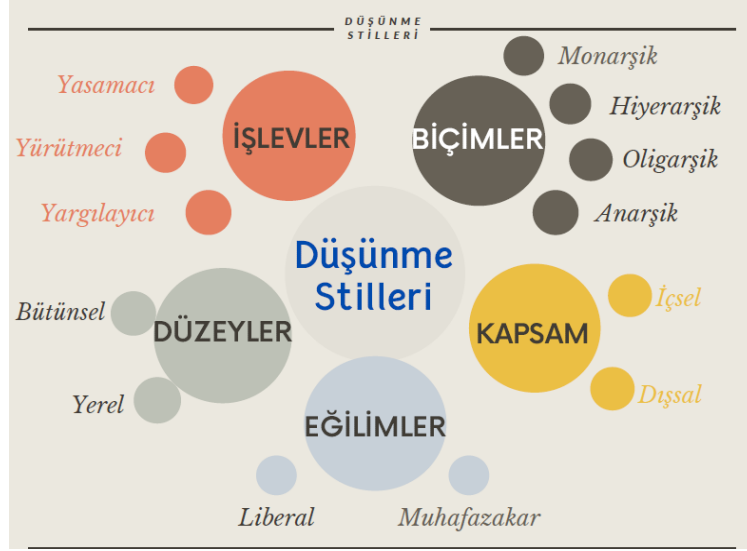 DÜŞÜNME
STİLLERİ
Yasamacı
Yürütmeci
Yargılayıcı
İŞLEVLER
BİÇİMLER
Monarşik
Hiyerarşik
Oligarşik
Anarşik
Düşünme
Stilleri
Bütünsel
Yerel
DÜZEYLER
KAPSAM
İçsel
Dışsal
EĞİLİMLER
Liberal
Muhafazakar